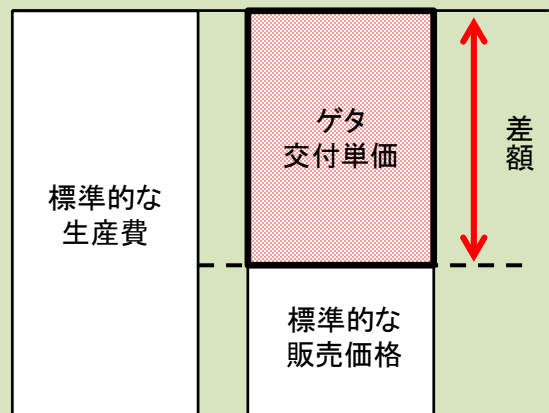 標準的な
生産費
ゲタ
交付単価
差額
標準的な
販売価格